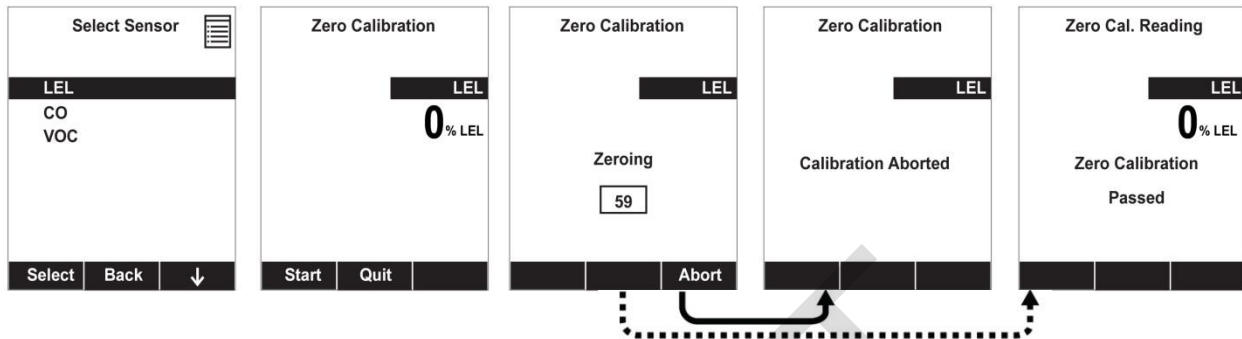 Select Sensor
LEL
CO
VOC
Select Back ↓
Zero Calibration
LEL
0 % LEL
Start Quit
Zero Calibration
LEL
Zeroing
59
Abort
Zero Calibration
LEL
Calibration Aborted
Zero Cal. Reading
LEL
0 % LEL
Zero Calibration
Passed